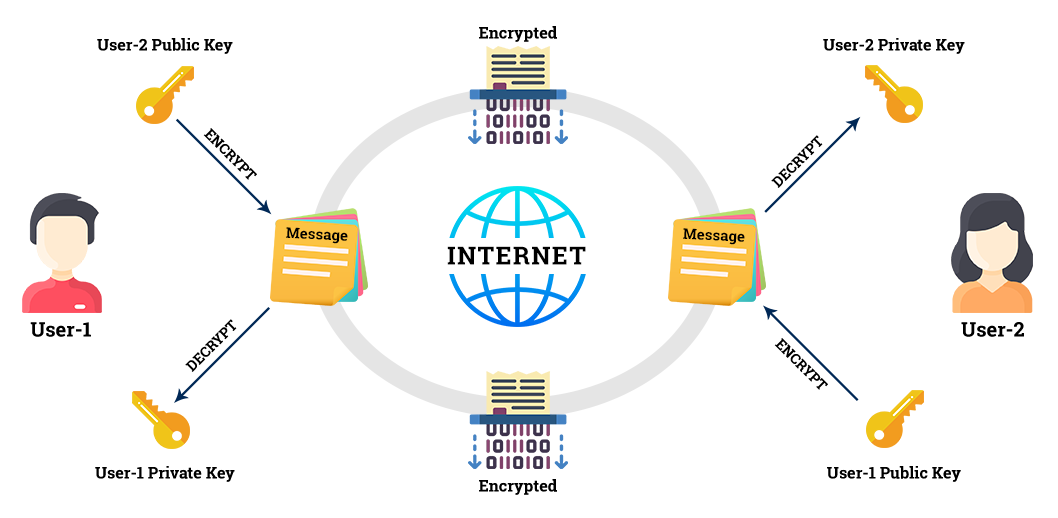 Encrypted
User-2 Public Key
User-2 Private Key
ENCRYPT
DECRYPT
Message
Message
INTERNET
User-1
User-2
DECRYPT
ENCRYPT
User-1 Private Key
User-1 Public Key
Encrypted